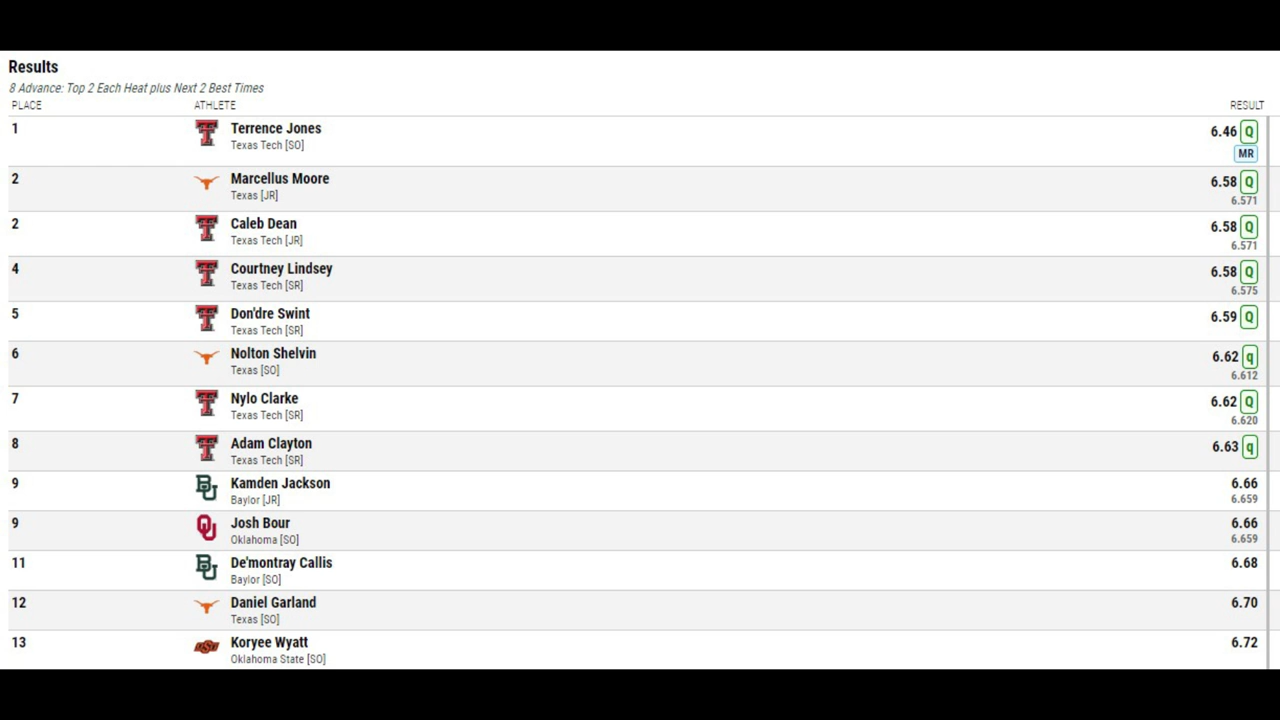 Results
8 Advance: Top 2 Each Heat plus Next 2 Best Times
PLACE ATHLETE RESULT
1 Terrence Jones 6.46 Q
Texas Tech [SO] MR
2 Marcellus Moore 6.58 Q
Texas [JR] 6.571
2 Caleb Dean 6.58 Q
Texas Tech [JR] 6.571
4 Courtney Lindsey 6.58 Q
Texas Tech [SR] 6.575
5 Don'dre Swint 6.59 Q
Texas Tech [SR]
6 Nolton Shelvin 6.62 q
Texas [SO] 6.612
7 Nylo Clarke 6.62 Q
Texas Tech [SR] 6.620
8 Adam Clayton 6.63 q
Texas Tech [SR]
9 Kamden Jackson 6.66
Baylor [JR] 6.659
9 Josh Bour 6.66
Oklahoma [SO] 6.659
11 De'montray Callis 6.68
Baylor [SO]
12 Daniel Garland 6.70
Texas [SO]
13 Koryee Wyatt 6.72
Oklahoma State [SO]